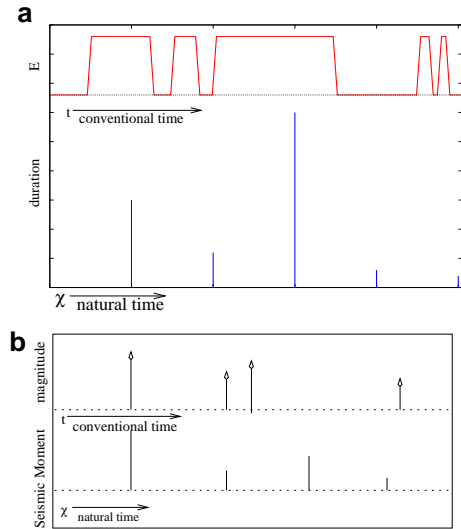 a
E
t conventional time
duration
χ natural time
b
magnitude
t conventional time
Seismic Moment
χ natural time